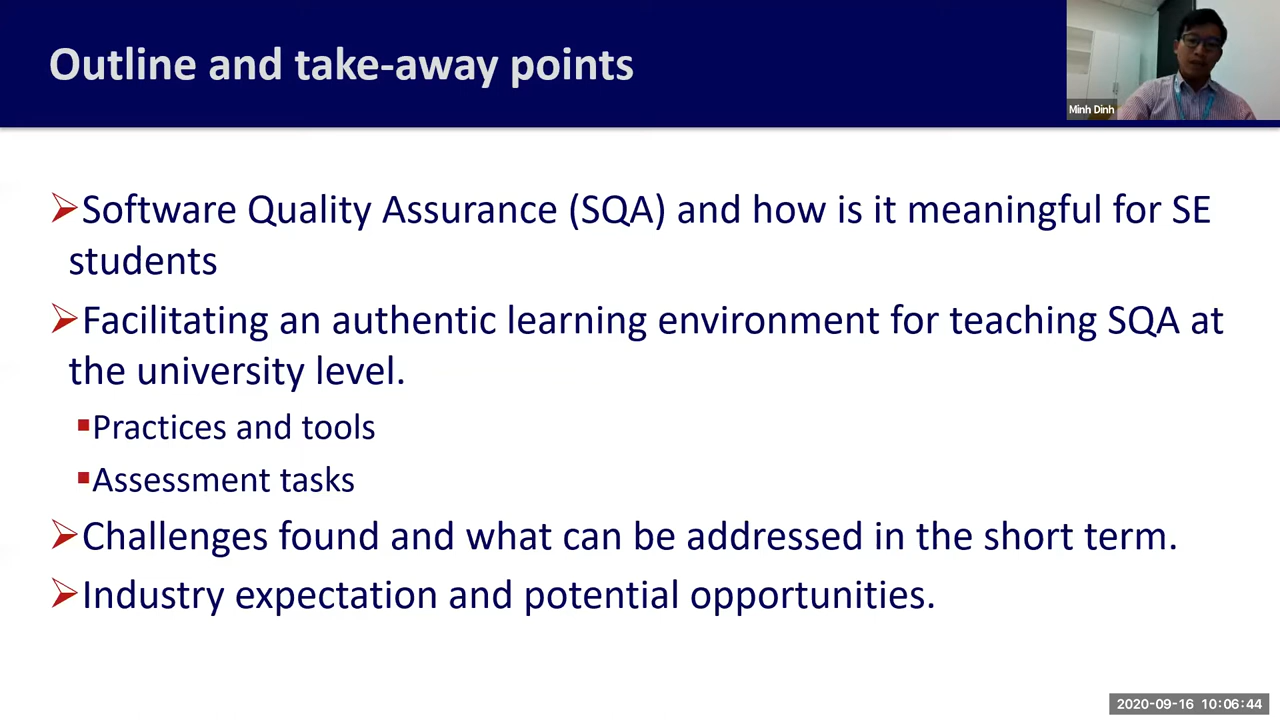 Outline and take-away points
Minh Dinh
➢Software Quality Assurance (SQA) and how is it meaningful for SE
students
➢Facilitating an authentic learning environment for teaching SQA at
the university level.
▪Practices and tools
▪Assessment tasks
➢Challenges found and what can be addressed in the short term.
➢Industry expectation and potential opportunities.
2020-09-16 10:06:44